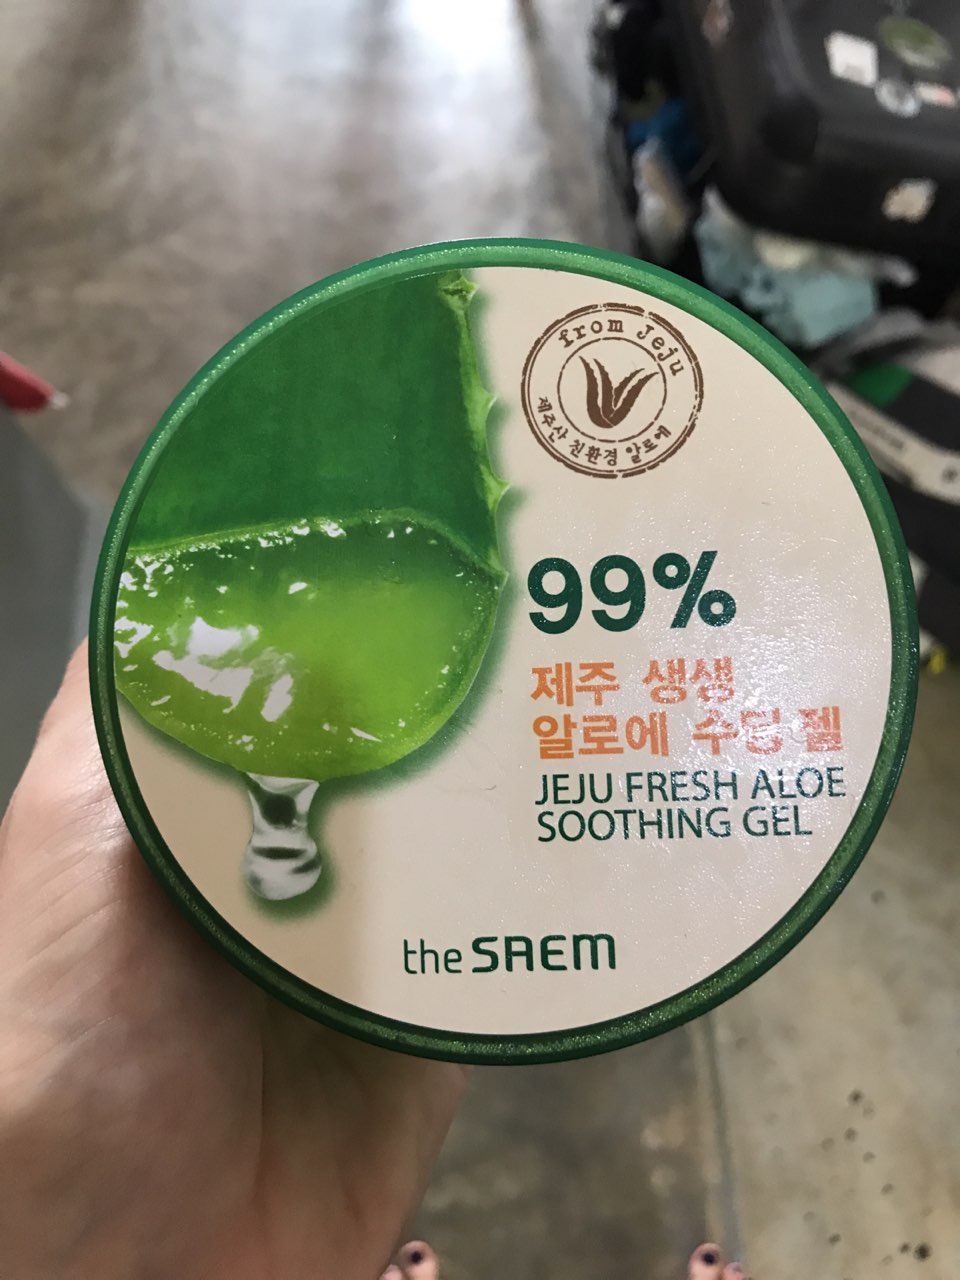 from Jeju
제주산 친환경 알로에
99%
제주 생생
알로에 수딩 젤
JEJU FRESH ALOE
SOOTHING GEL
the SAEM